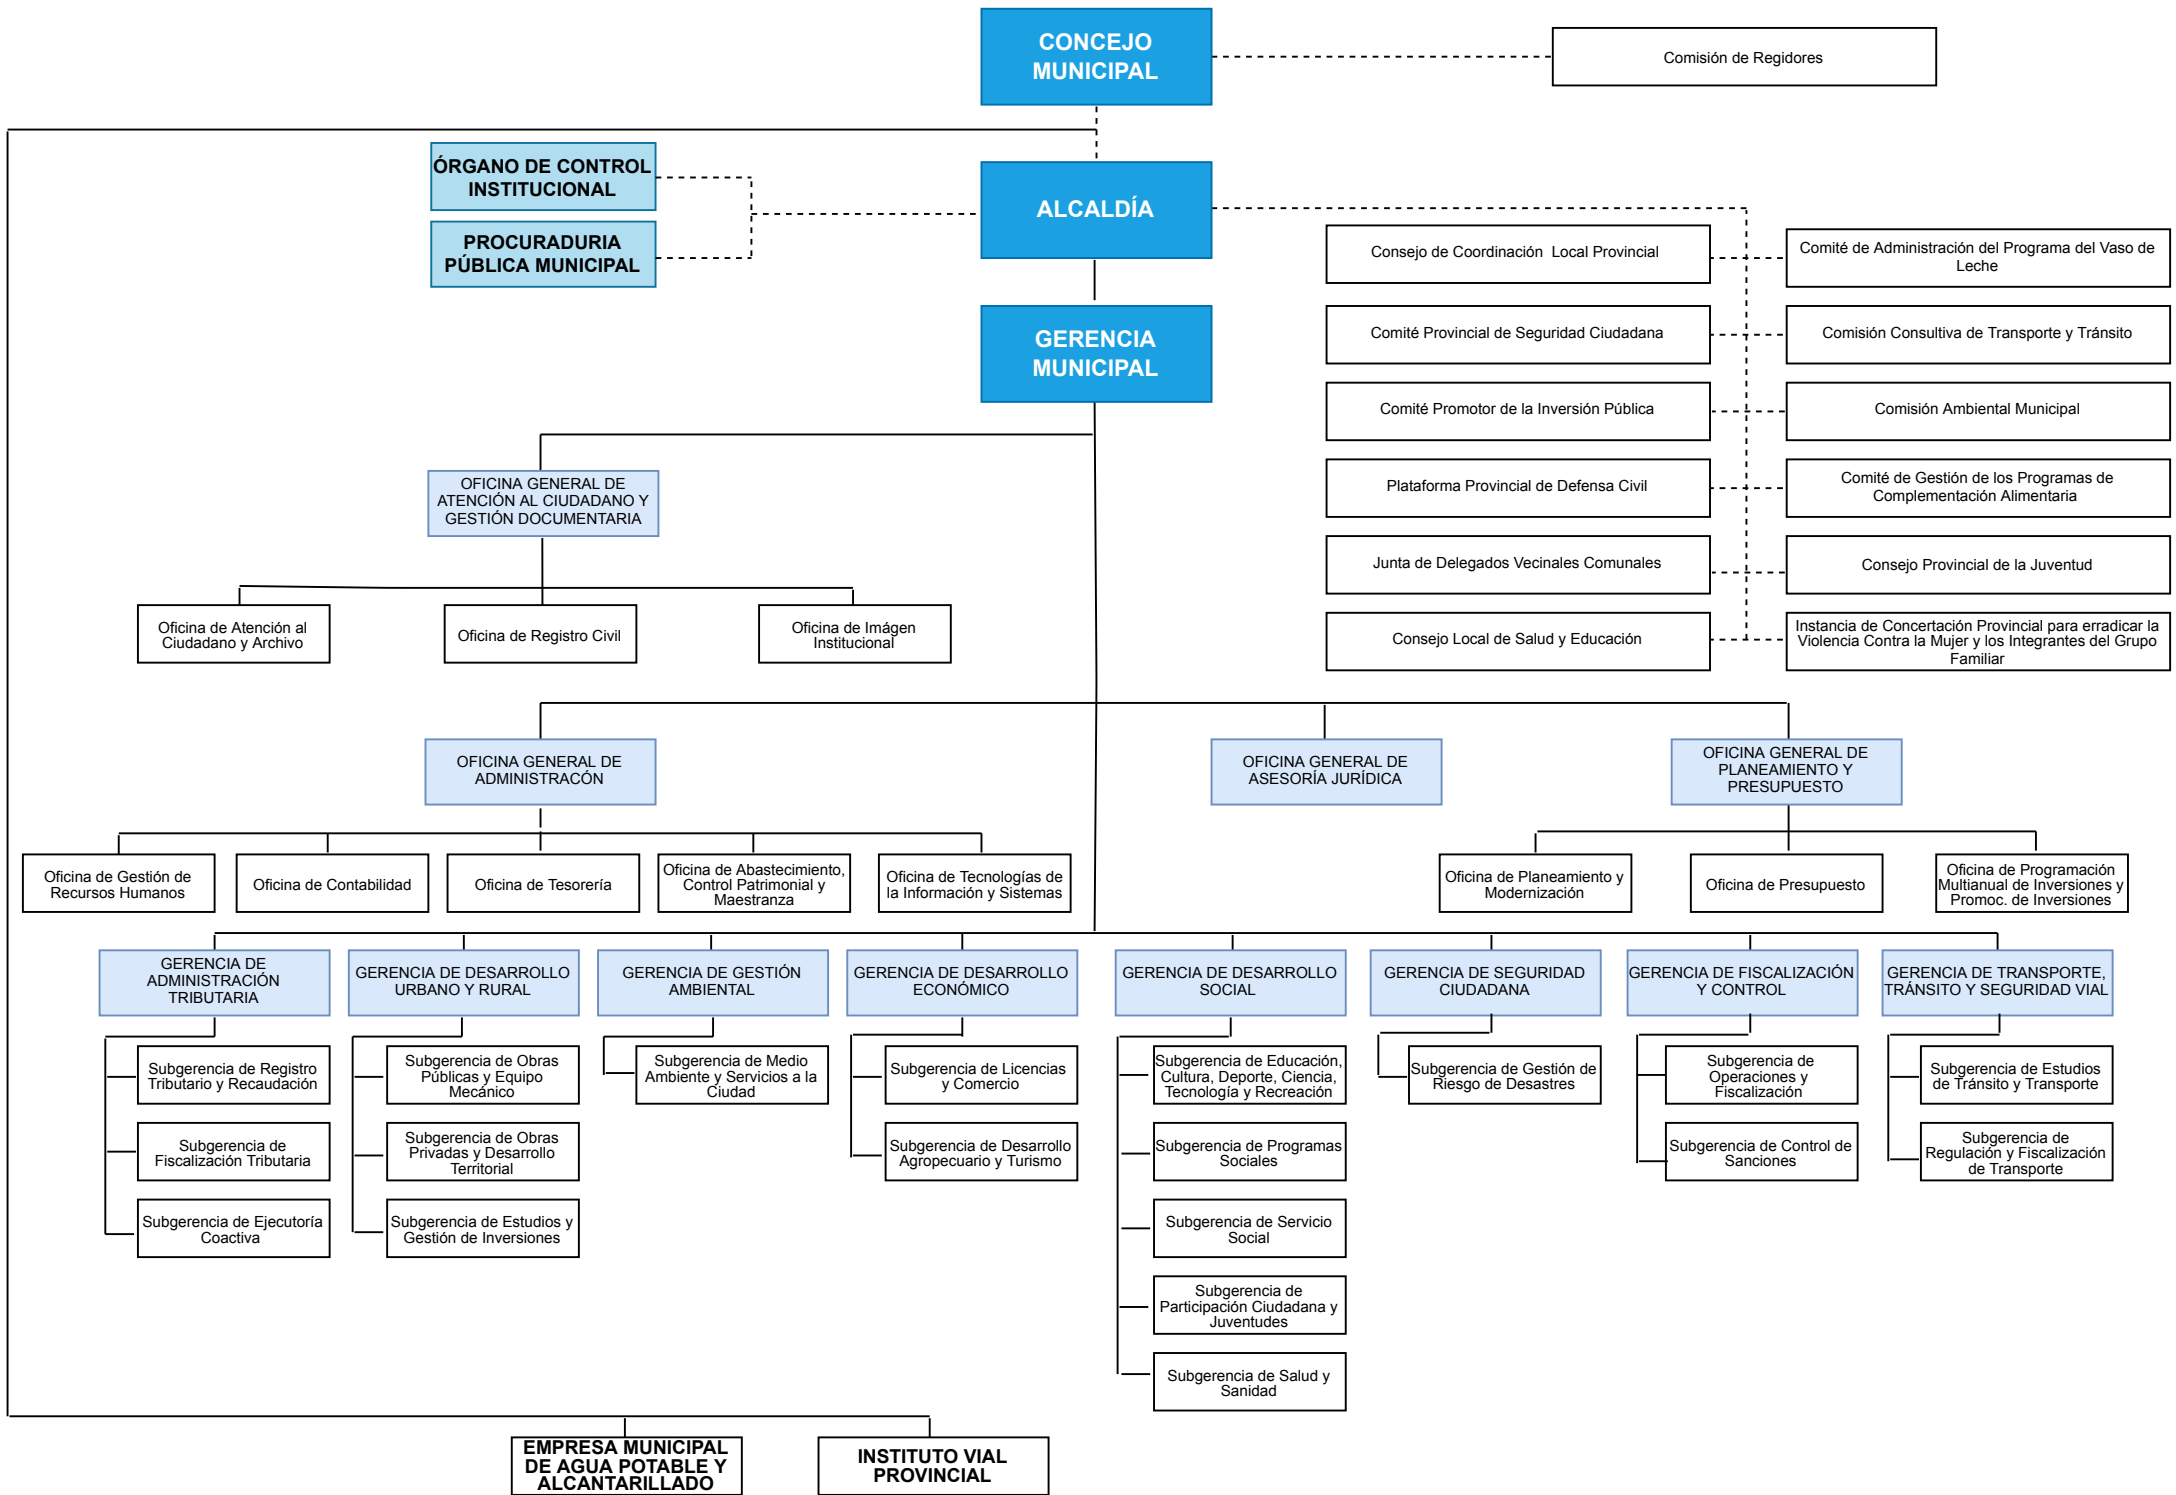 CONCEJO
MUNICIPAL
Comisión de Regidores
ÓRGANO DE CONTROL
INSTITUCIONAL
ALCALDÍA
PROCURADURIA
PÚBLICA MUNICIPAL
Consejo de Coordinación  Local Provincial
Comité de Administración del Programa del Vaso de
Leche
GERENCIA
MUNICIPAL
Comité Provincial de Seguridad Ciudadana
Comisión Consultiva de Transporte y Tránsito
Comité Promotor de la Inversión Pública
Comisión Ambiental Municipal
Plataforma Provincial de Defensa Civil
Comité de Gestión de los Programas de
Complementación Alimentaria
Junta de Delegados Vecinales Comunales
Consejo Provincial de la Juventud
Consejo Local de Salud y Educación
Instancia de Concertación Provincial para erradicar la
Violencia Contra la Mujer y los Integrantes del Grupo
Familiar
OFICINA GENERAL DE
ATENCIÓN AL CIUDADANO Y
GESTIÓN DOCUMENTARIA
Oficina de Atención al
Ciudadano y Archivo
Oficina de Registro Civil
Oficina de Imágen
Institucional
OFICINA GENERAL DE
ADMINISTRACÓN
OFICINA GENERAL DE
ASESORÍA JURÍDICA
OFICINA GENERAL DE
PLANEAMIENTO Y
PRESUPUESTO
Oficina de Gestión de
Recursos Humanos
Oficina de Contabilidad
Oficina de Tesorería
Oficina de Abastecimiento,
Control Patrimonial y
Maestranza
Oficina de Tecnologías de
la Información y Sistemas
Oficina de Planeamiento y
Modernización
Oficina de Presupuesto
Oficina de Programación
Multianual de Inversiones y
Promoc. de Inversiones
GERENCIA DE
ADMINISTRACIÓN
TRIBUTARIA
GERENCIA DE DESARROLLO
URBANO Y RURAL
GERENCIA DE GESTIÓN
AMBIENTAL
GERENCIA DE DESARROLLO
ECONÓMICO
GERENCIA DE DESARROLLO
SOCIAL
GERENCIA DE SEGURIDAD
CIUDADANA
GERENCIA DE FISCALIZACIÓN
Y CONTROL
GERENCIA DE TRANSPORTE,
TRÁNSITO Y SEGURIDAD VIAL
Subgerencia de Registro
Tributario y Recaudación
Subgerencia de Obras
Públicas y Equipo
Mecánico
Subgerencia de Medio
Ambiente y Servicios a la
Ciudad
Subgerencia de Licencias
y Comercio
Subgerencia de Educación,
Cultura, Deporte, Ciencia,
Tecnología y Recreación
Subgerencia de Gestión de
Riesgo de Desastres
Subgerencia de
Operaciones y
Fiscalización
Subgerencia de Estudios
de Tránsito y Transporte
Subgerencia de
Fiscalización Tributaria
Subgerencia de Obras
Privadas y Desarrollo
Territorial
Subgerencia de Desarrollo
Agropecuario y Turismo
Subgerencia de Programas
Sociales
Subgerencia de Control de
Sanciones
Subgerencia de
Regulación y Fiscalización
de Transporte
Subgerencia de Ejecutoría
Coactiva
Subgerencia de Estudios y
Gestión de Inversiones
Subgerencia de Servicio
Social
Subgerencia de
Participación Ciudadana y
Juventudes
Subgerencia de Salud y
Sanidad
EMPRESA MUNICIPAL
DE AGUA POTABLE Y
ALCANTARILLADO
INSTITUTO VIAL
PROVINCIAL